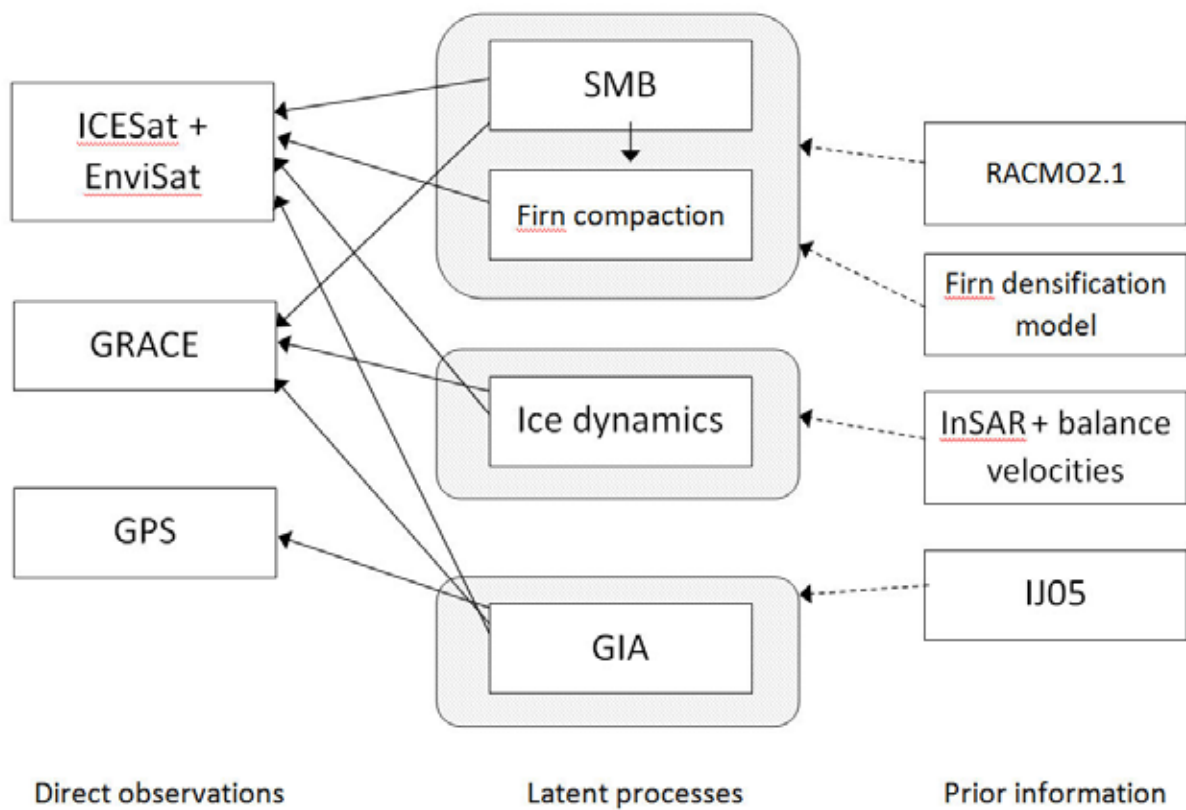 ICESat +
EnviSat
GRACE
GPS
SMB
Firn compaction
Ice dynamics
GIA
RACMO2.1
Firn densification
model
InSAR + balance
velocities
IJ05
Direct observations
Latent processes
Prior information